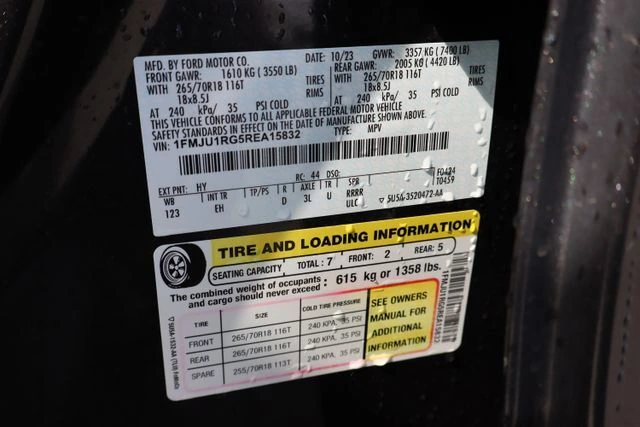 MFD. BY FORD MOTOR CO.
DATE: 10/23 GVWR: 3357 KG (7400 LB)
FRONT GAWR: 1610 KG (3550 LB) REAR GAWR: 2005 KG (4420 LB)
WITH 265/70R18 116T TIRES WITH 265/70R18 116T TIRES
18x8.5J RIMS 18x8.5J RIMS
AT 240 kPa/ 35 PSI COLD AT 240 kPa/ 35 PSI COLD
THIS VEHICLE CONFORMS TO ALL APPLICABLE FEDERAL MOTOR VEHICLE
SAFETY STANDARDS IN EFFECT ON THE DATE OF MANUFACTURE SHOWN ABOVE.
VIN: 1FMJU1RG5REA15832
TYPE: MPV
EXT PNT: HY RC: 44 DSO: F0424
WB INT TR TP/PS R AXLE TR SPR T0459
123 EH D 3L U RRRR
ULC ▽ 5U5A-3520472-AA
TIRE AND LOADING INFORMATION
SEATING CAPACITY TOTAL: 7 FRONT: 2 REAR: 5
The combined weight of occupants and cargo should never exceed : 615 kg or 1358 lbs.
TIRE SIZE COLD TIRE PRESSURE
FRONT 265/70R18 116T 240 KPA, 35 PSI
REAR 265/70R18 116T 240 KPA, 35 PSI
SPARE 255/70R18 113T 240 KPA, 35 PSI
SEE OWNERS
MANUAL FOR
ADDITIONAL
INFORMATION
1FMJU1RG5REA15832
▽5U5A-1532-AA (TLU)